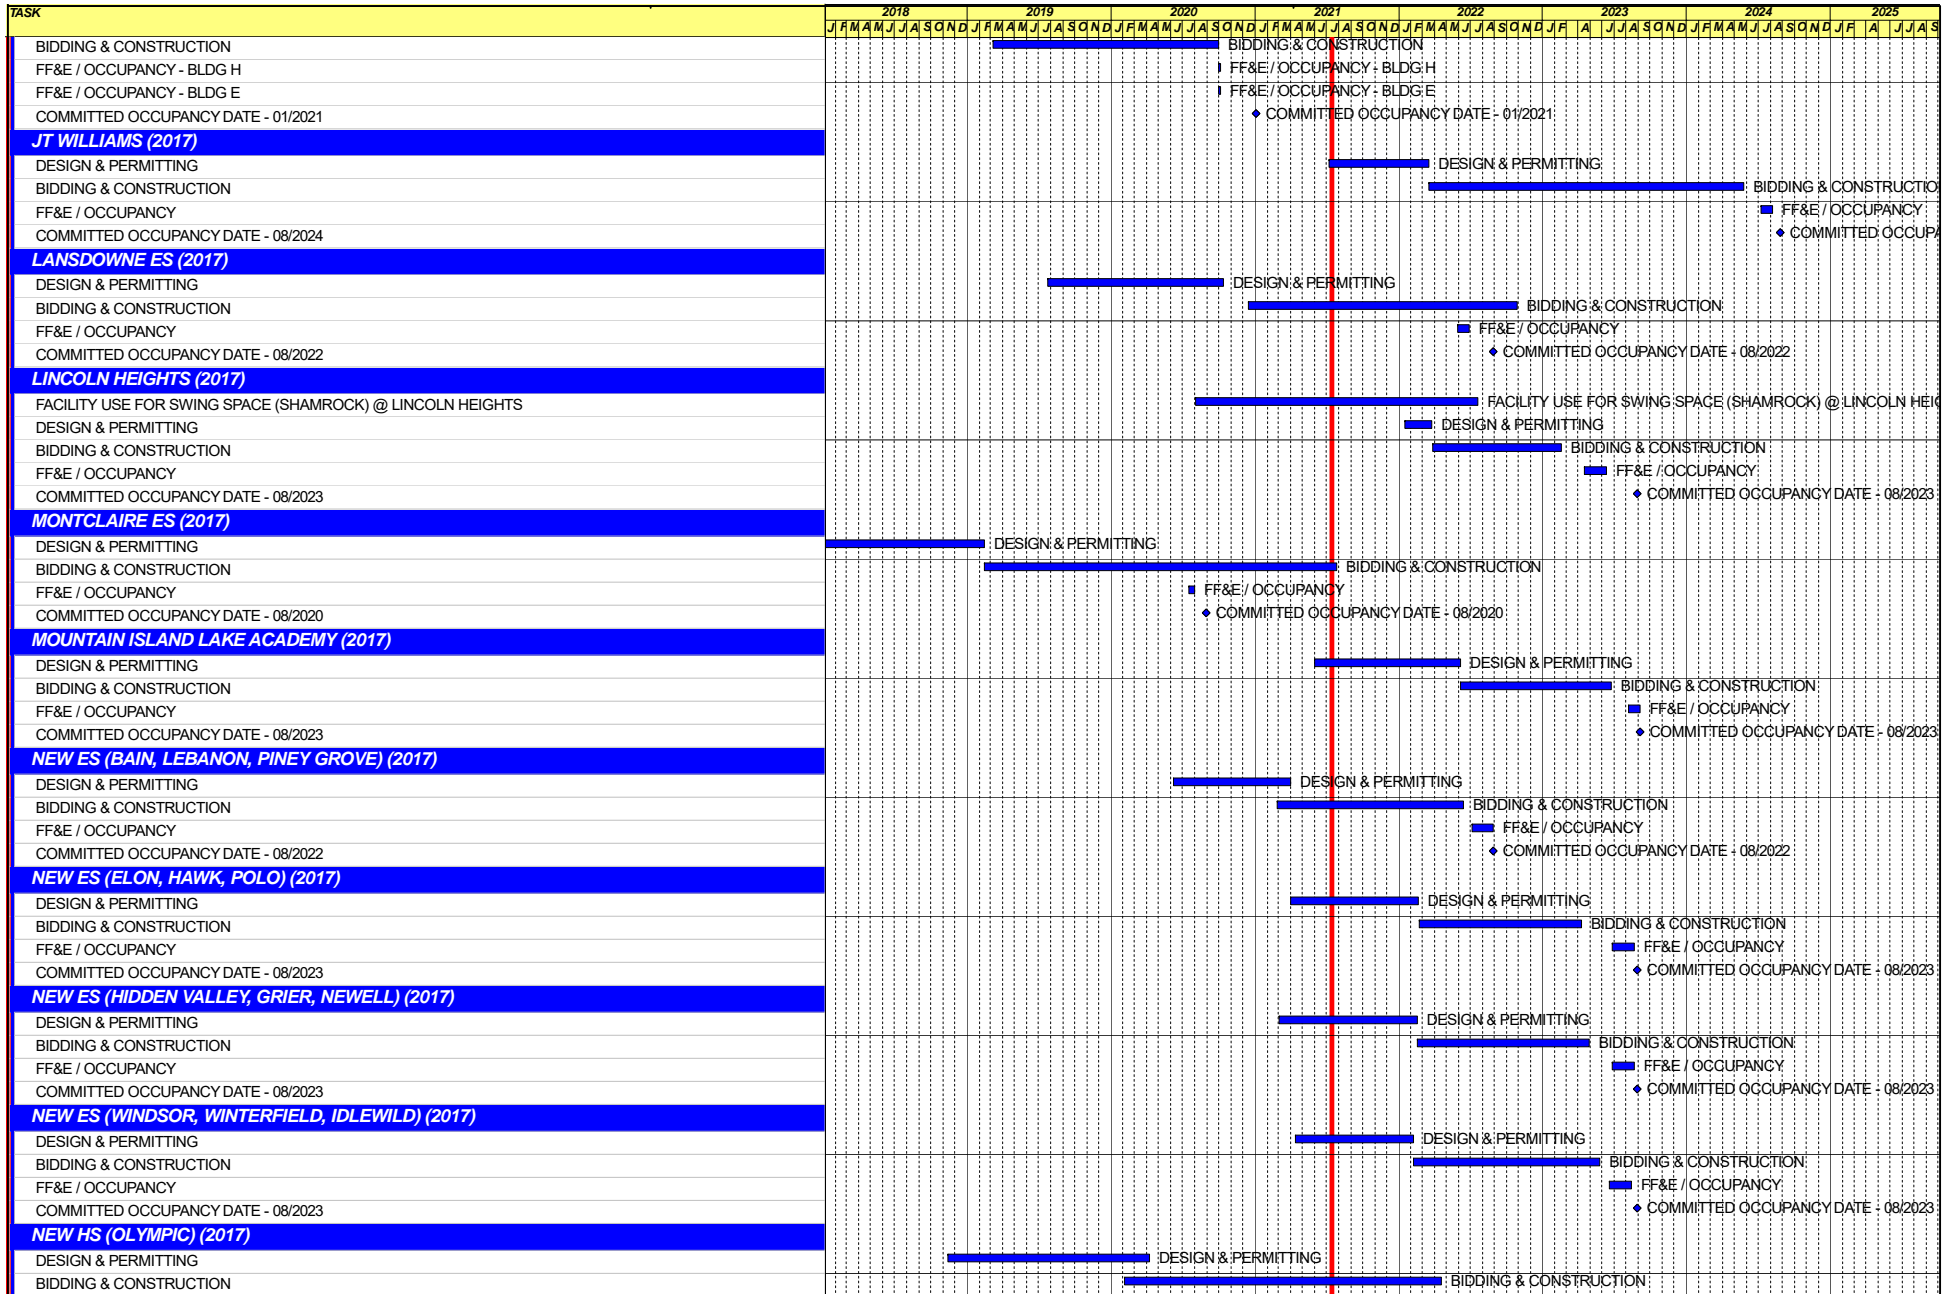 TASK 2018 2019 2020 2021 2022 2023 2024 2025
J F M A M J J A S O N D J F M A M J J A S O N D J F M A M J J A S O N D J F M A M J J A S O N D J F M A M J J A S O N D J F A J J A S O N D J F M A M J J A S O N D J F A J J A S
BIDDING & CONSTRUCTION BIDDING & CONSTRUCTION
FF&E / OCCUPANCY - BLDG H FF&E / OCCUPANCY - BLDG H
FF&E / OCCUPANCY - BLDG E FF&E / OCCUPANCY - BLDG E
COMMITTED OCCUPANCY DATE - 01/2021 COMMITTED OCCUPANCY DATE - 01/2021
JT WILLIAMS (2017)
DESIGN & PERMITTING DESIGN & PERMITTING
BIDDING & CONSTRUCTION BIDDING & CONSTRUCTIO
FF&E / OCCUPANCY FF&E / OCCUPANCY
COMMITTED OCCUPANCY DATE - 08/2024 COMMITTED OCCUPA
LANSDOWNE ES (2017)
DESIGN & PERMITTING DESIGN & PERMITTING
BIDDING & CONSTRUCTION BIDDING & CONSTRUCTION
FF&E / OCCUPANCY FF&E / OCCUPANCY
COMMITTED OCCUPANCY DATE - 08/2022 COMMITTED OCCUPANCY DATE - 08/2022
LINCOLN HEIGHTS (2017)
FACILITY USE FOR SWING SPACE (SHAMROCK) @ LINCOLN HEIGHTS FACILITY USE FOR SWING SPACE (SHAMROCK) @ LINCOLN HEIG
DESIGN & PERMITTING DESIGN & PERMITTING
BIDDING & CONSTRUCTION BIDDING & CONSTRUCTION
FF&E / OCCUPANCY FF&E / OCCUPANCY
COMMITTED OCCUPANCY DATE - 08/2023 COMMITTED OCCUPANCY DATE - 08/2023
MONTCLAIRE ES (2017)
DESIGN & PERMITTING DESIGN & PERMITTING
BIDDING & CONSTRUCTION BIDDING & CONSTRUCTION
FF&E / OCCUPANCY FF&E / OCCUPANCY
COMMITTED OCCUPANCY DATE - 08/2020 COMMITTED OCCUPANCY DATE - 08/2020
MOUNTAIN ISLAND LAKE ACADEMY (2017)
DESIGN & PERMITTING DESIGN & PERMITTING
BIDDING & CONSTRUCTION BIDDING & CONSTRUCTION
FF&E / OCCUPANCY FF&E / OCCUPANCY
COMMITTED OCCUPANCY DATE - 08/2023 COMMITTED OCCUPANCY DATE - 08/2023
NEW ES (BAIN, LEBANON, PINEY GROVE) (2017)
DESIGN & PERMITTING DESIGN & PERMITTING
BIDDING & CONSTRUCTION BIDDING & CONSTRUCTION
FF&E / OCCUPANCY FF&E / OCCUPANCY
COMMITTED OCCUPANCY DATE - 08/2022 COMMITTED OCCUPANCY DATE - 08/2022
NEW ES (ELON, HAWK, POLO) (2017)
DESIGN & PERMITTING DESIGN & PERMITTING
BIDDING & CONSTRUCTION BIDDING & CONSTRUCTION
FF&E / OCCUPANCY FF&E / OCCUPANCY
COMMITTED OCCUPANCY DATE - 08/2023 COMMITTED OCCUPANCY DATE - 08/2023
NEW ES (HIDDEN VALLEY, GRIER, NEWELL) (2017)
DESIGN & PERMITTING DESIGN & PERMITTING
BIDDING & CONSTRUCTION BIDDING & CONSTRUCTION
FF&E / OCCUPANCY FF&E / OCCUPANCY
COMMITTED OCCUPANCY DATE - 08/2023 COMMITTED OCCUPANCY DATE - 08/2023
NEW ES (WINDSOR, WINTERFIELD, IDLEWILD) (2017)
DESIGN & PERMITTING DESIGN & PERMITTING
BIDDING & CONSTRUCTION BIDDING & CONSTRUCTION
FF&E / OCCUPANCY FF&E / OCCUPANCY
COMMITTED OCCUPANCY DATE - 08/2023 COMMITTED OCCUPANCY DATE - 08/2023
NEW HS (OLYMPIC) (2017)
DESIGN & PERMITTING DESIGN & PERMITTING
BIDDING & CONSTRUCTION BIDDING & CONSTRUCTION